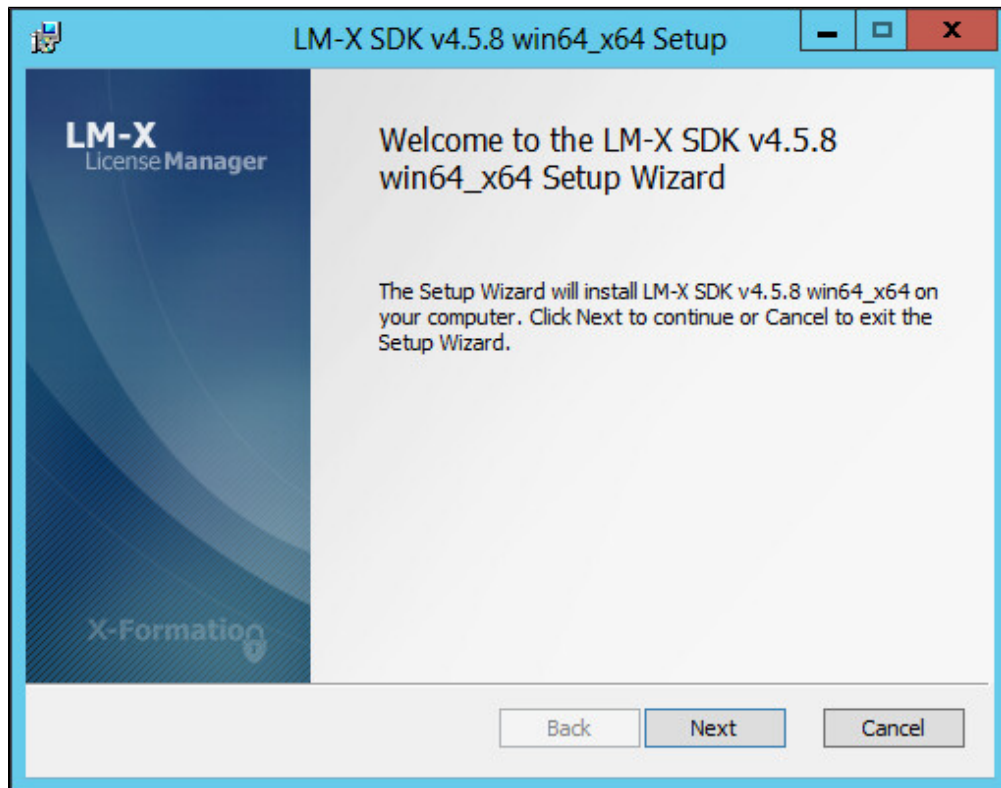 LM-X SDK v4.5.8 win64_x64 Setup
LM-X
LicenseManager
Welcome to the LM-X SDK v4.5.8
win64_x64 Setup Wizard
The Setup Wizard will install LM-X SDK v4.5.8 win64_x64 on
your computer. Click Next to continue or Cancel to exit the
Setup Wizard.
X-Formation
Back
Next
Cancel